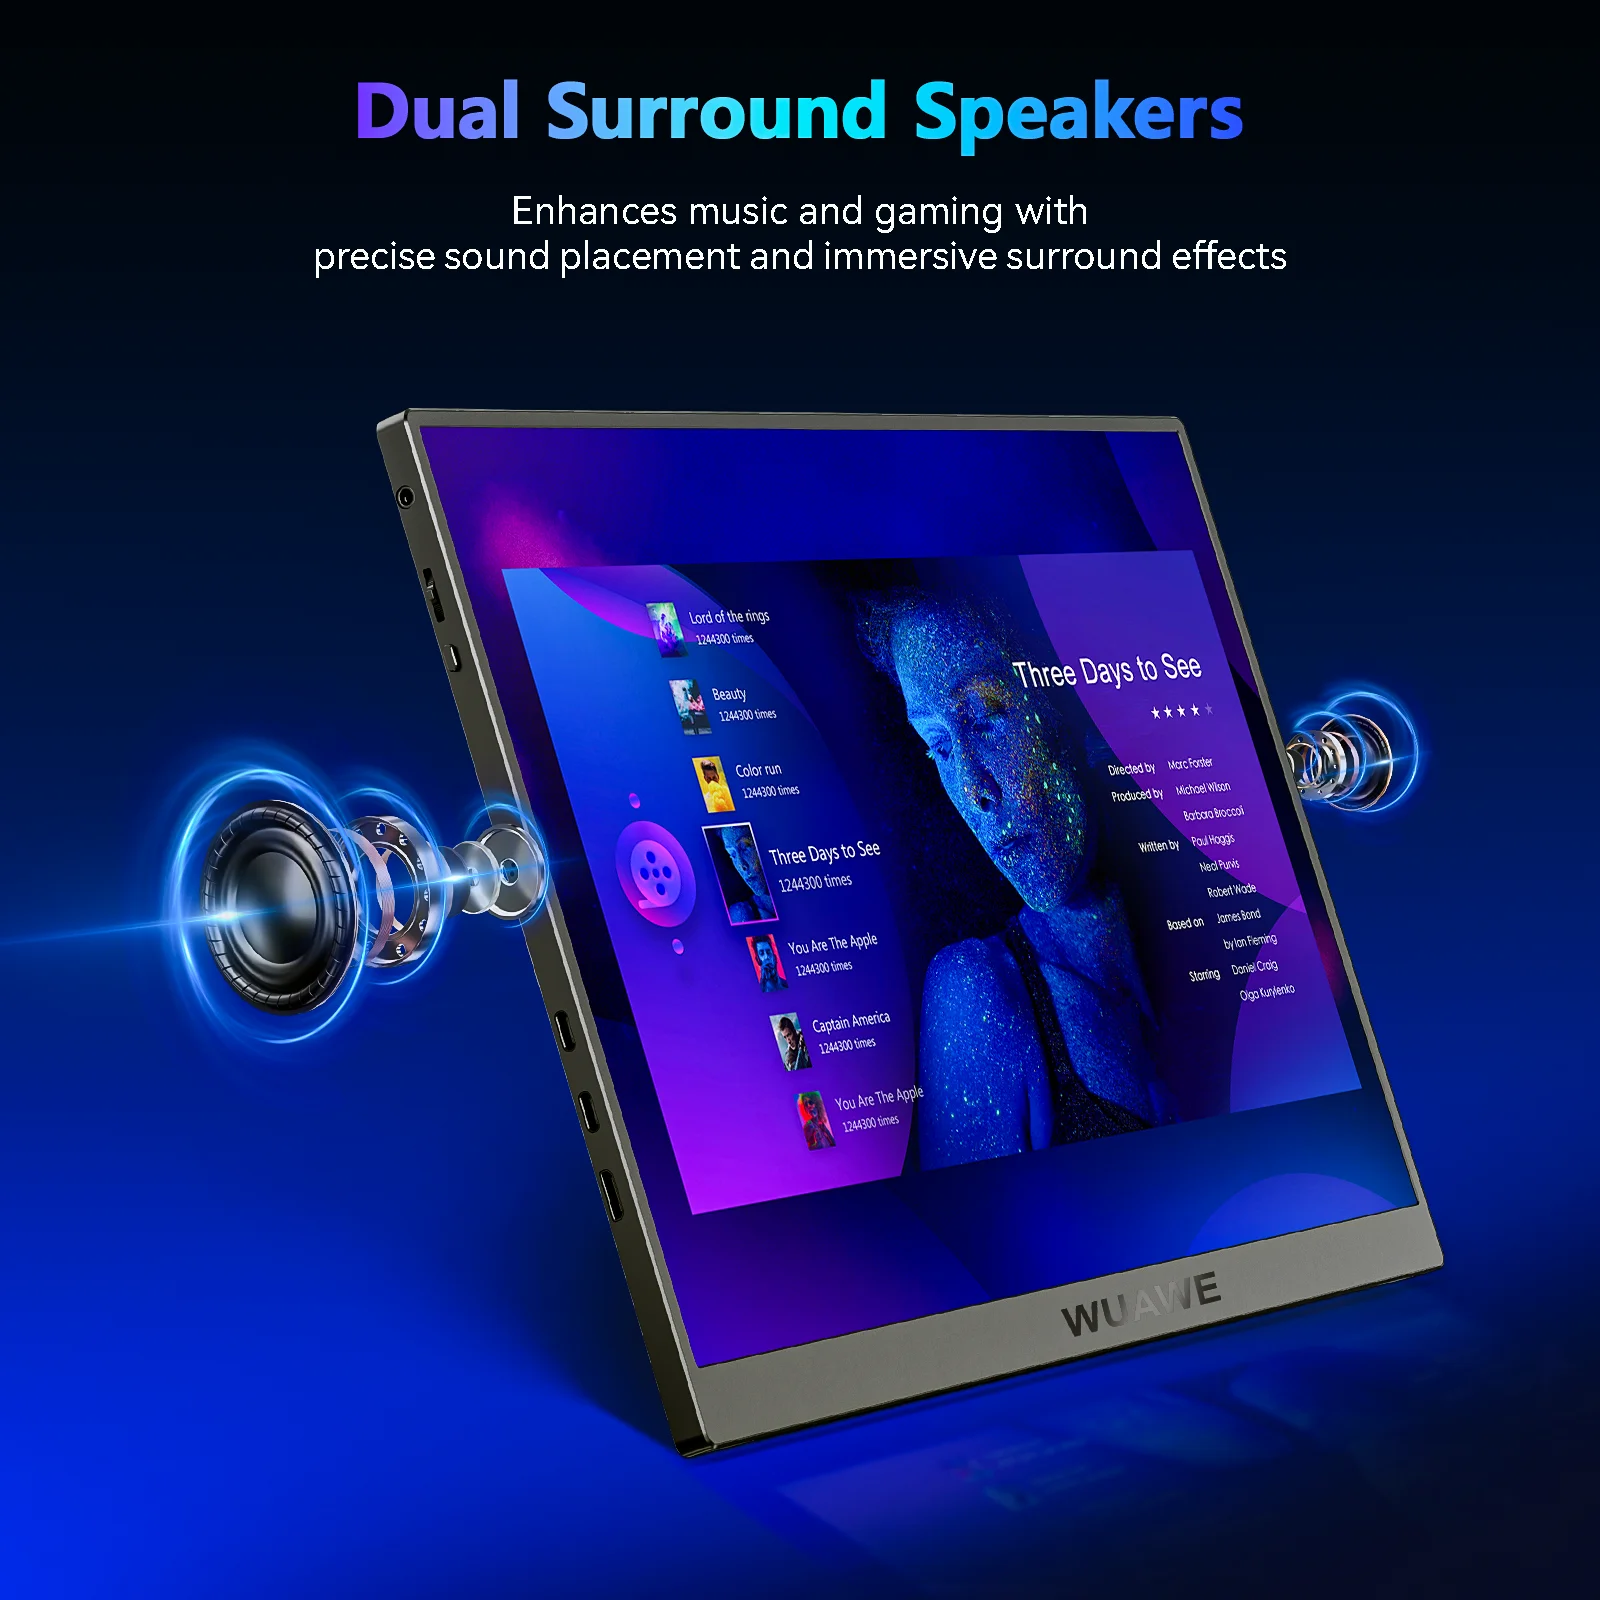 Dual Surround Speakers
Enhances music and gaming with
precise sound placement and immersive surround effects
Lord of the rings
1244300 times
Beauty
1244300 times
Color run
1244300 times
Three Days to See
1244300 times
You Are The Apple
1244300 times
Captain America
1244300 times
You Are The Apple
1244300 times
Three Days to See
Directed by Marc Forster
Produced by Michael Wilson
Barbara Broccoli
Written by Paul Haggis
Neal Purvis
Robert Wade
Based on James Bond
by Ian Fleming
Starring Daniel Craig
Olga Kurylenko
WUAWE